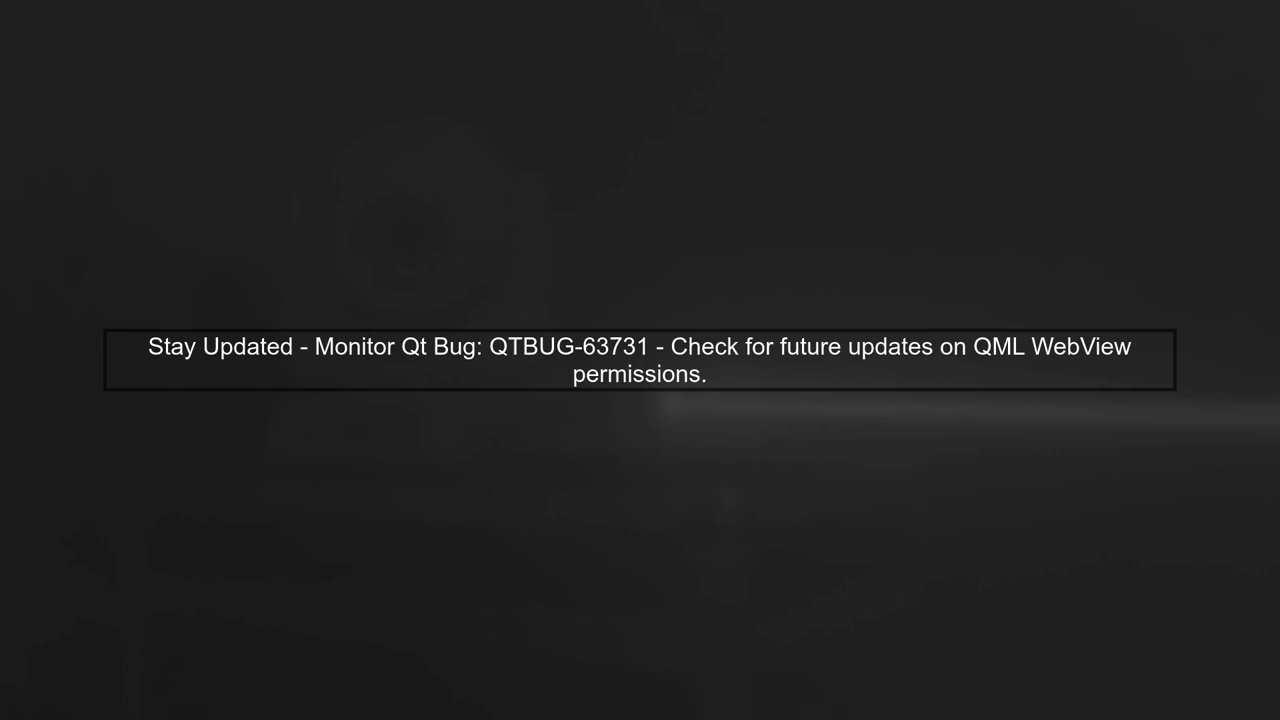 Stay Updated - Monitor Qt Bug: QTBUG-63731 - Check for future updates on QML WebView
permissions.